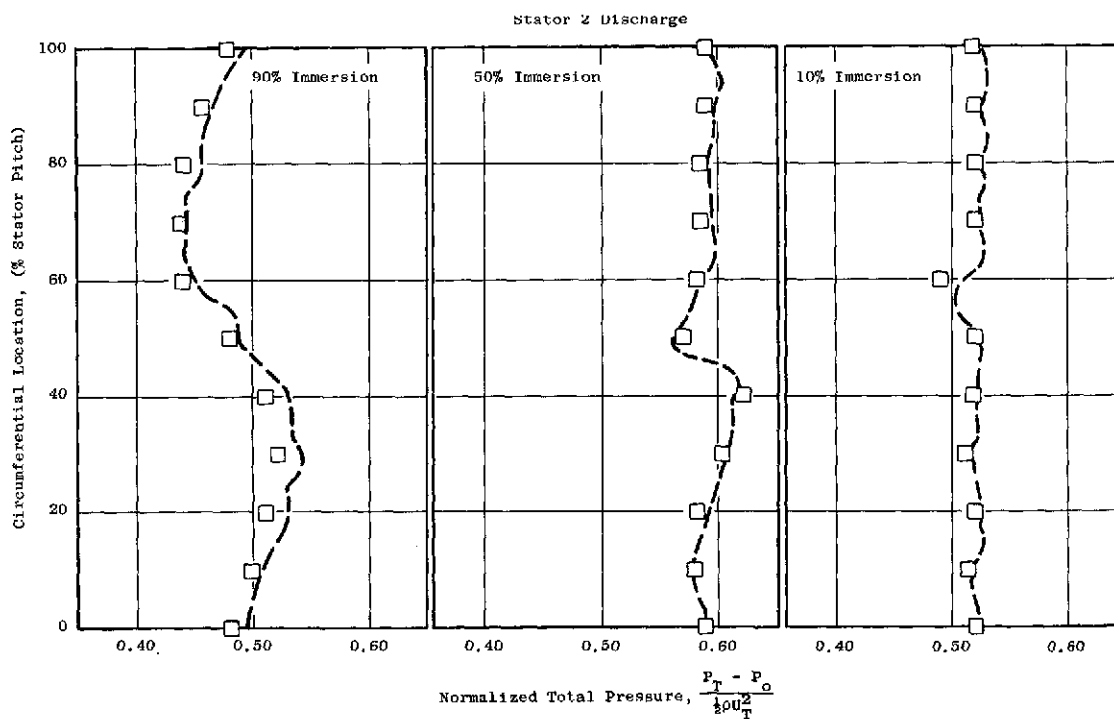 Stator 2 Discharge
90% Immersion
50% Immersion
10% Immersion
Circumferential Location, (% Stator Pitch)
100
80
60
40
20
0
0.40 0.50 0.60 0.40 0.50 0.60 0.40 0.50 0.60
Normalized Total Pressure, P_T - P_o / ½ρU_T^2